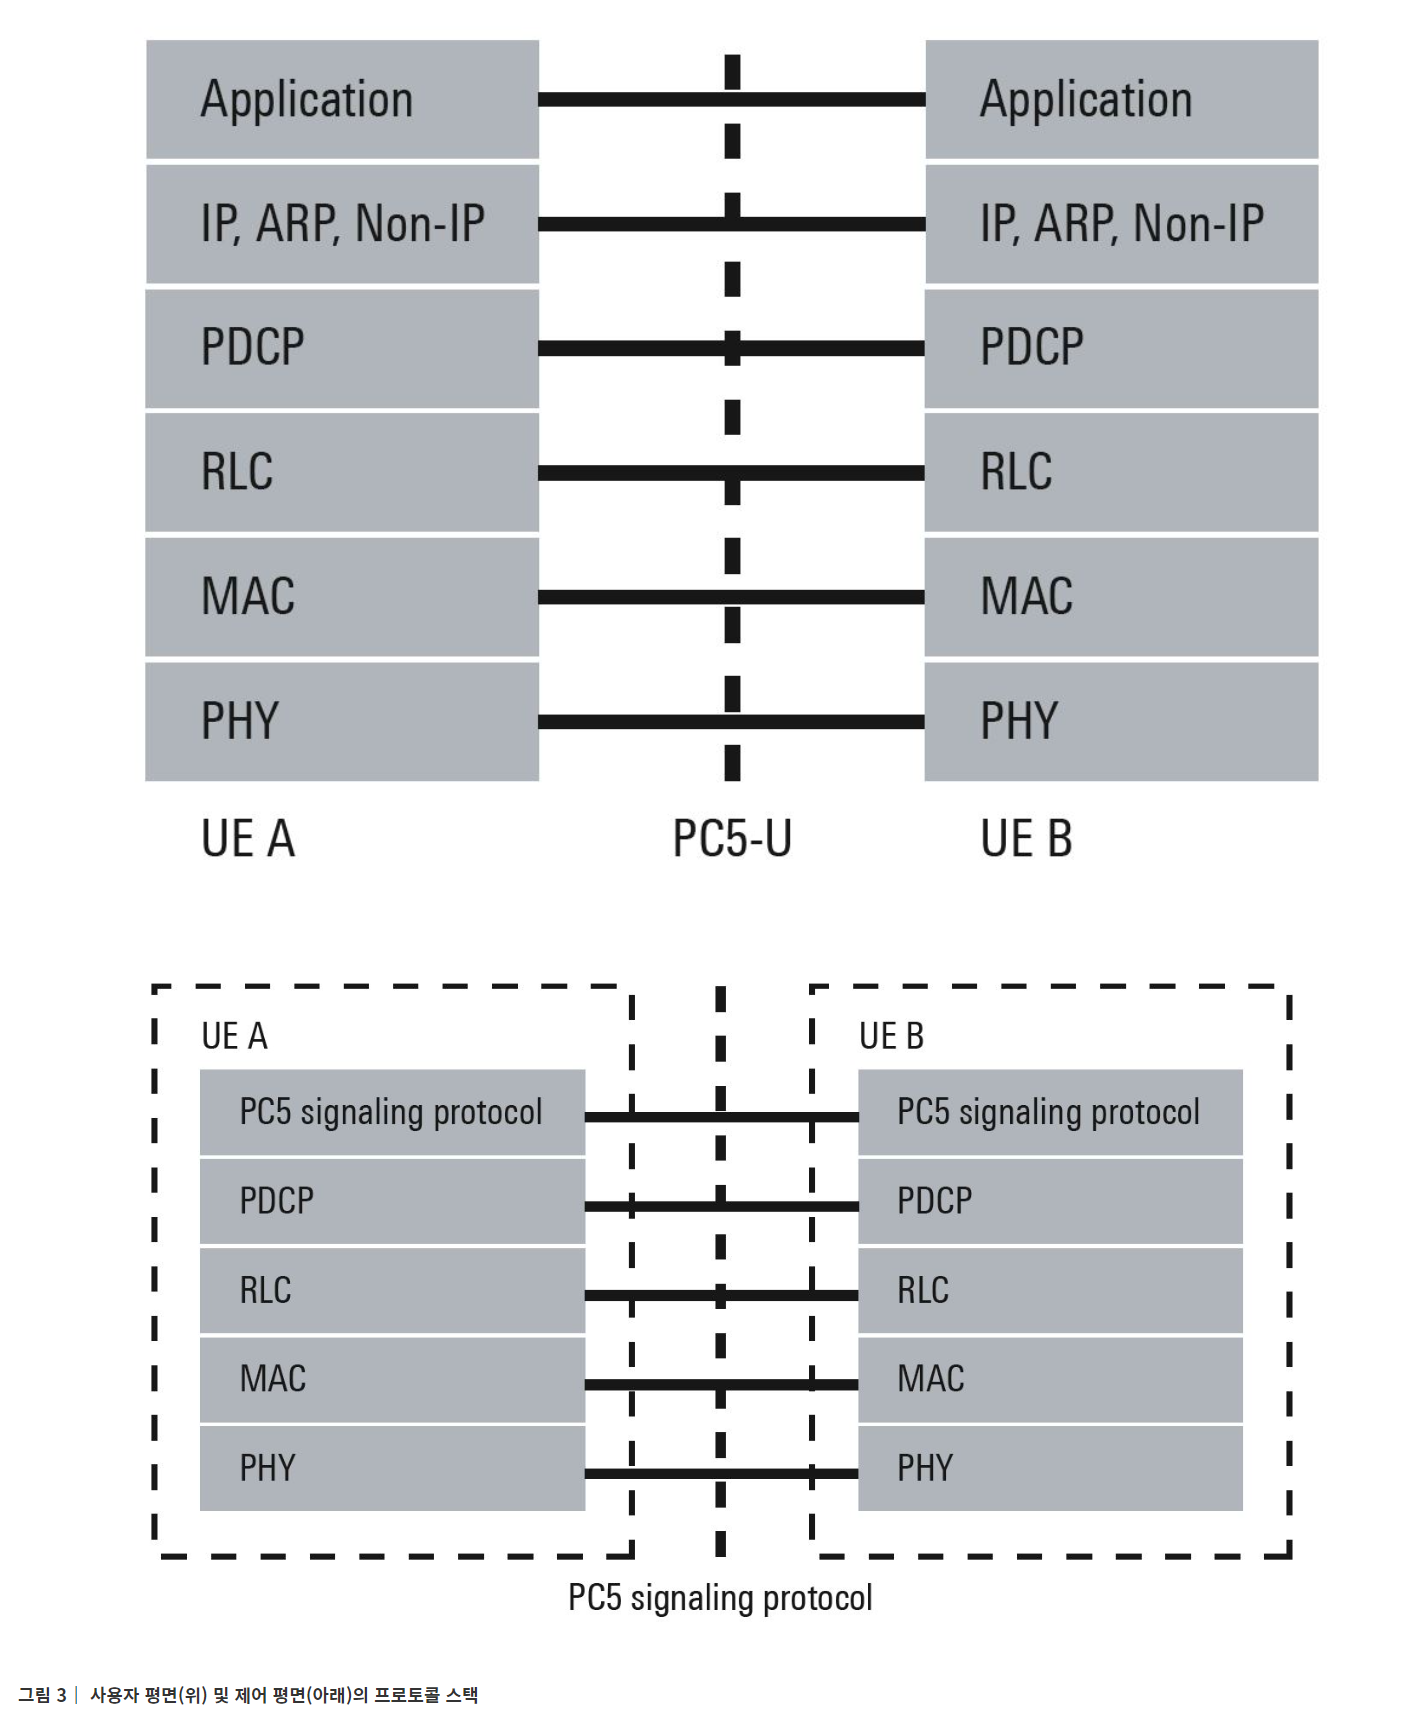 Application Application
IP, ARP, Non-IP IP, ARP, Non-IP
PDCP PDCP
RLC RLC
MAC MAC
PHY PHY
UE A PC5-U UE B
UE A UE B
PC5 signaling protocol PC5 signaling protocol
PDCP PDCP
RLC RLC
MAC MAC
PHY PHY
PC5 signaling protocol
그림 3 | 사용자 평면(위) 및 제어 평면(아래)의 프로토콜 스택